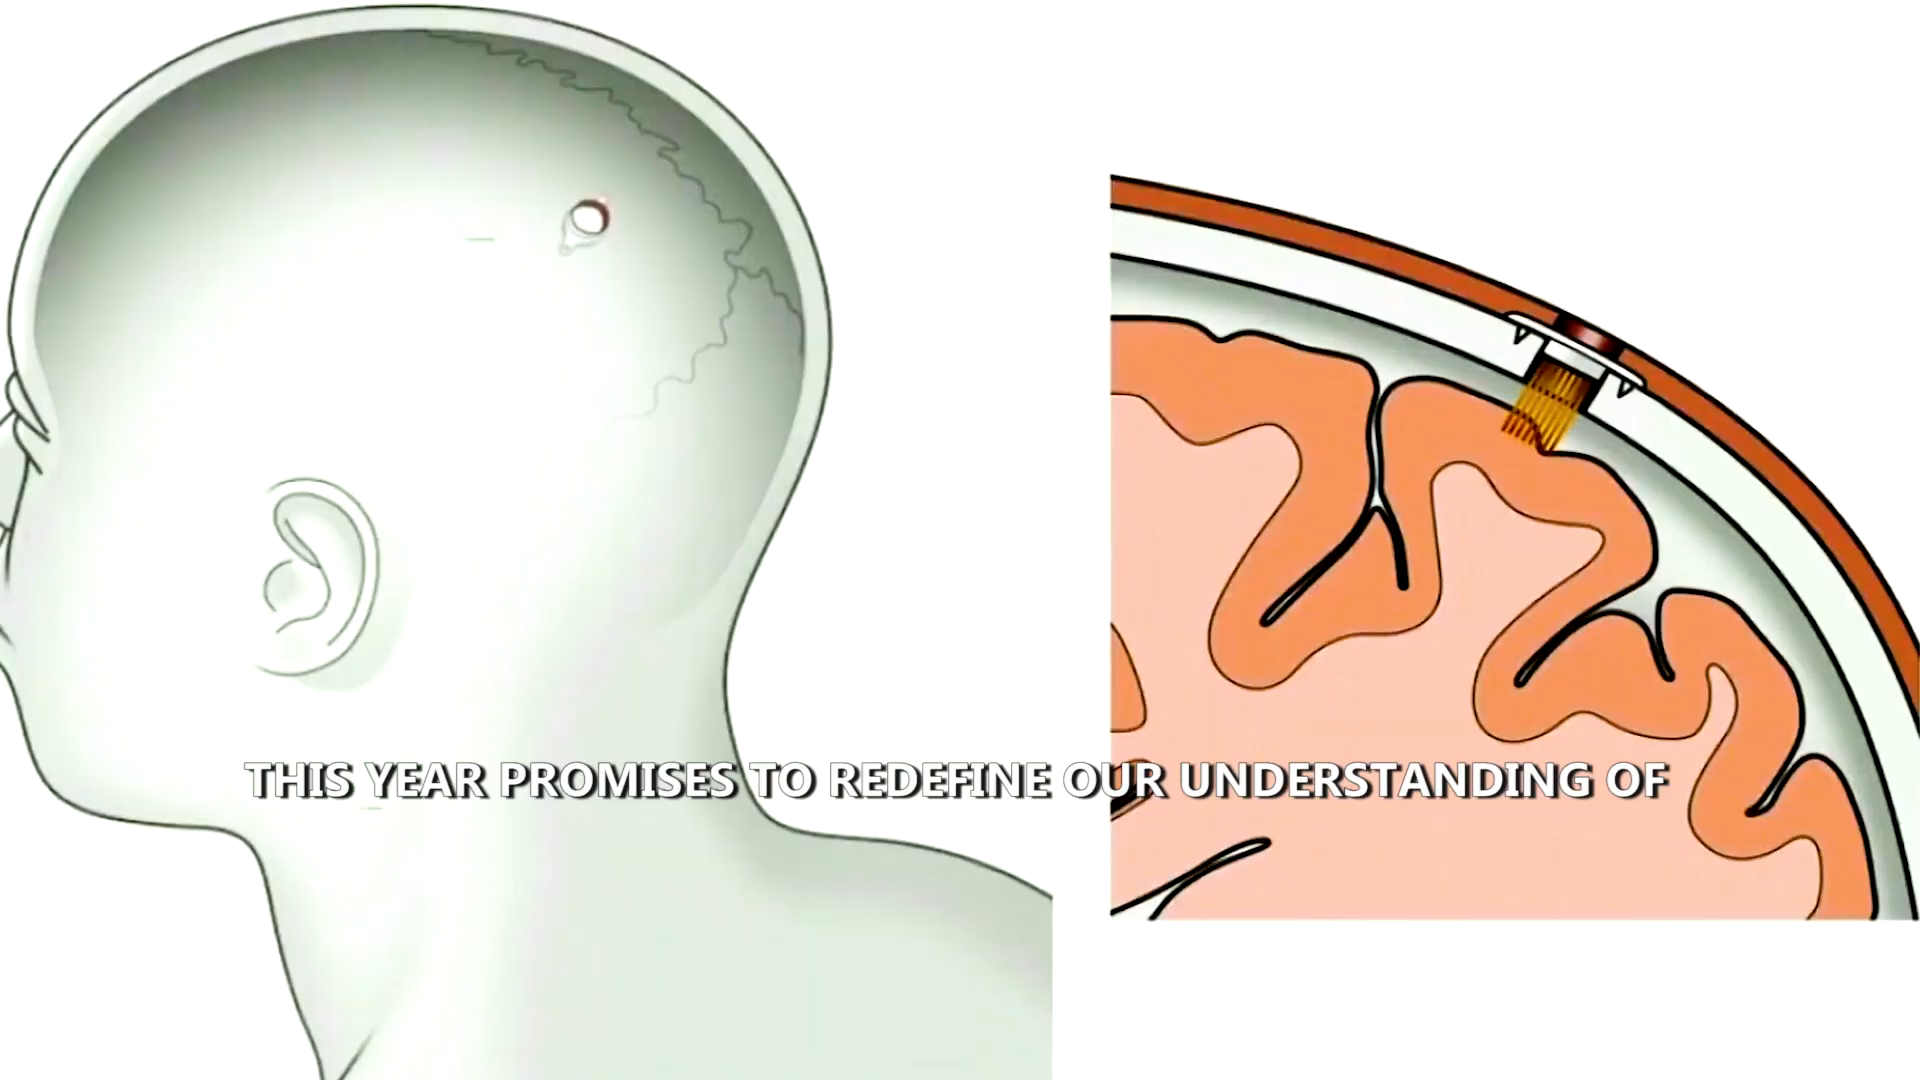 THIS YEAR PROMISES TO REDEFINE OUR UNDERSTANDING OF